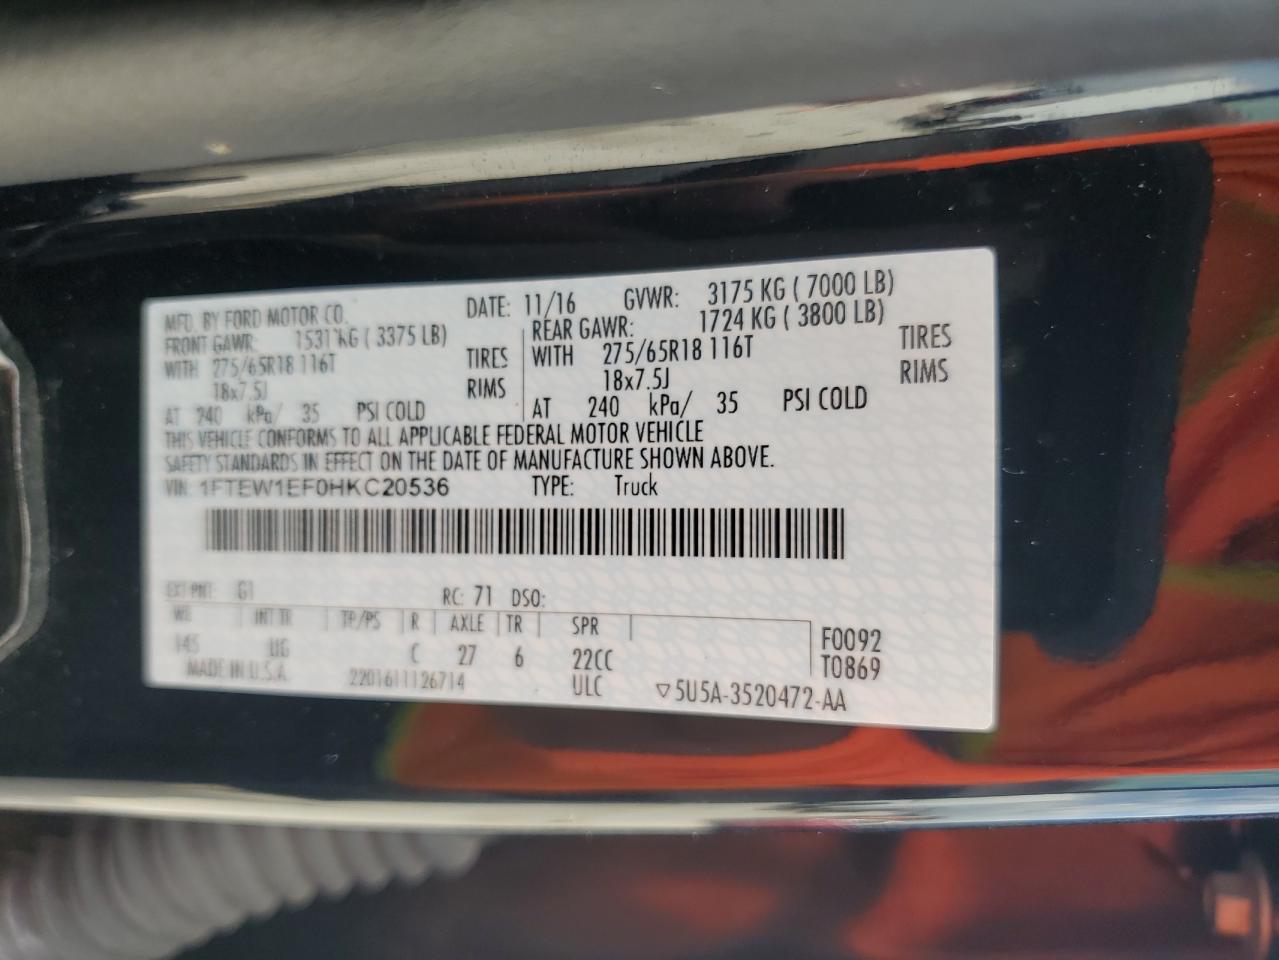 MFD. BY FORD MOTOR CO. DATE: 11/16 GVWR: 3175 KG ( 7000 LB)
FRONT GAWR: 1531 KG ( 3375 LB) REAR GAWR: 1724 KG ( 3800 LB)
WITH 275/65R18 116T TIRES WITH 275/65R18 116T TIRES
18x7.5J RIMS 18x7.5J RIMS
AT 240 kPa/ 35 PSI COLD AT 240 kPa/ 35 PSI COLD
THIS VEHICLE CONFORMS TO ALL APPLICABLE FEDERAL MOTOR VEHICLE
SAFETY STANDARDS IN EFFECT ON THE DATE OF MANUFACTURE SHOWN ABOVE.
VIN: 1FTEW1EF0HKC20536 TYPE: Truck
EXT PNT: G1 RC: 71 DSO:
WB INT TR TP/PS R AXLE TR SPR F0092
145 UG C 27 6 22CC T0869
MADE IN U.S.A. 2201611126714 ULC ▽5U5A-3520472-AA